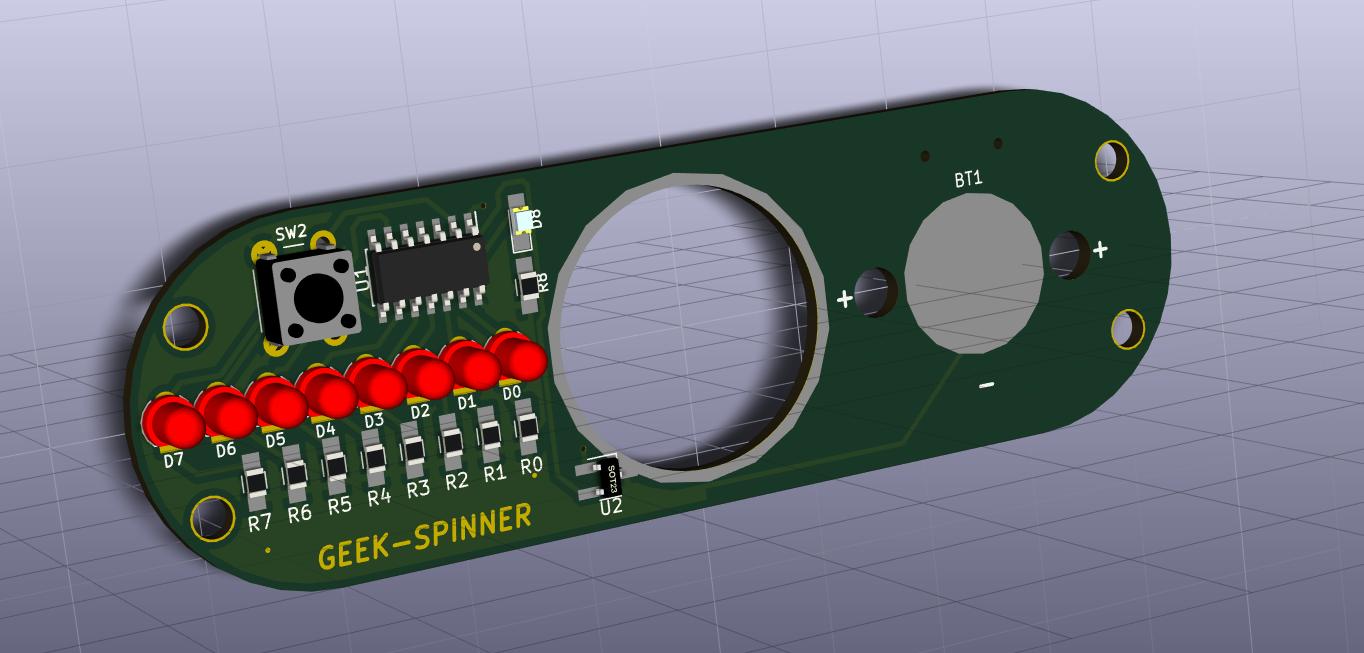 SW2
U1
D8
R8
BT1
+
+
-
D7 D6 D5 D4 D3 D2 D1 D0
R7 R6 R5 R4 R3 R2 R1 R0
SOT23
U2
GEEK-SPINNER